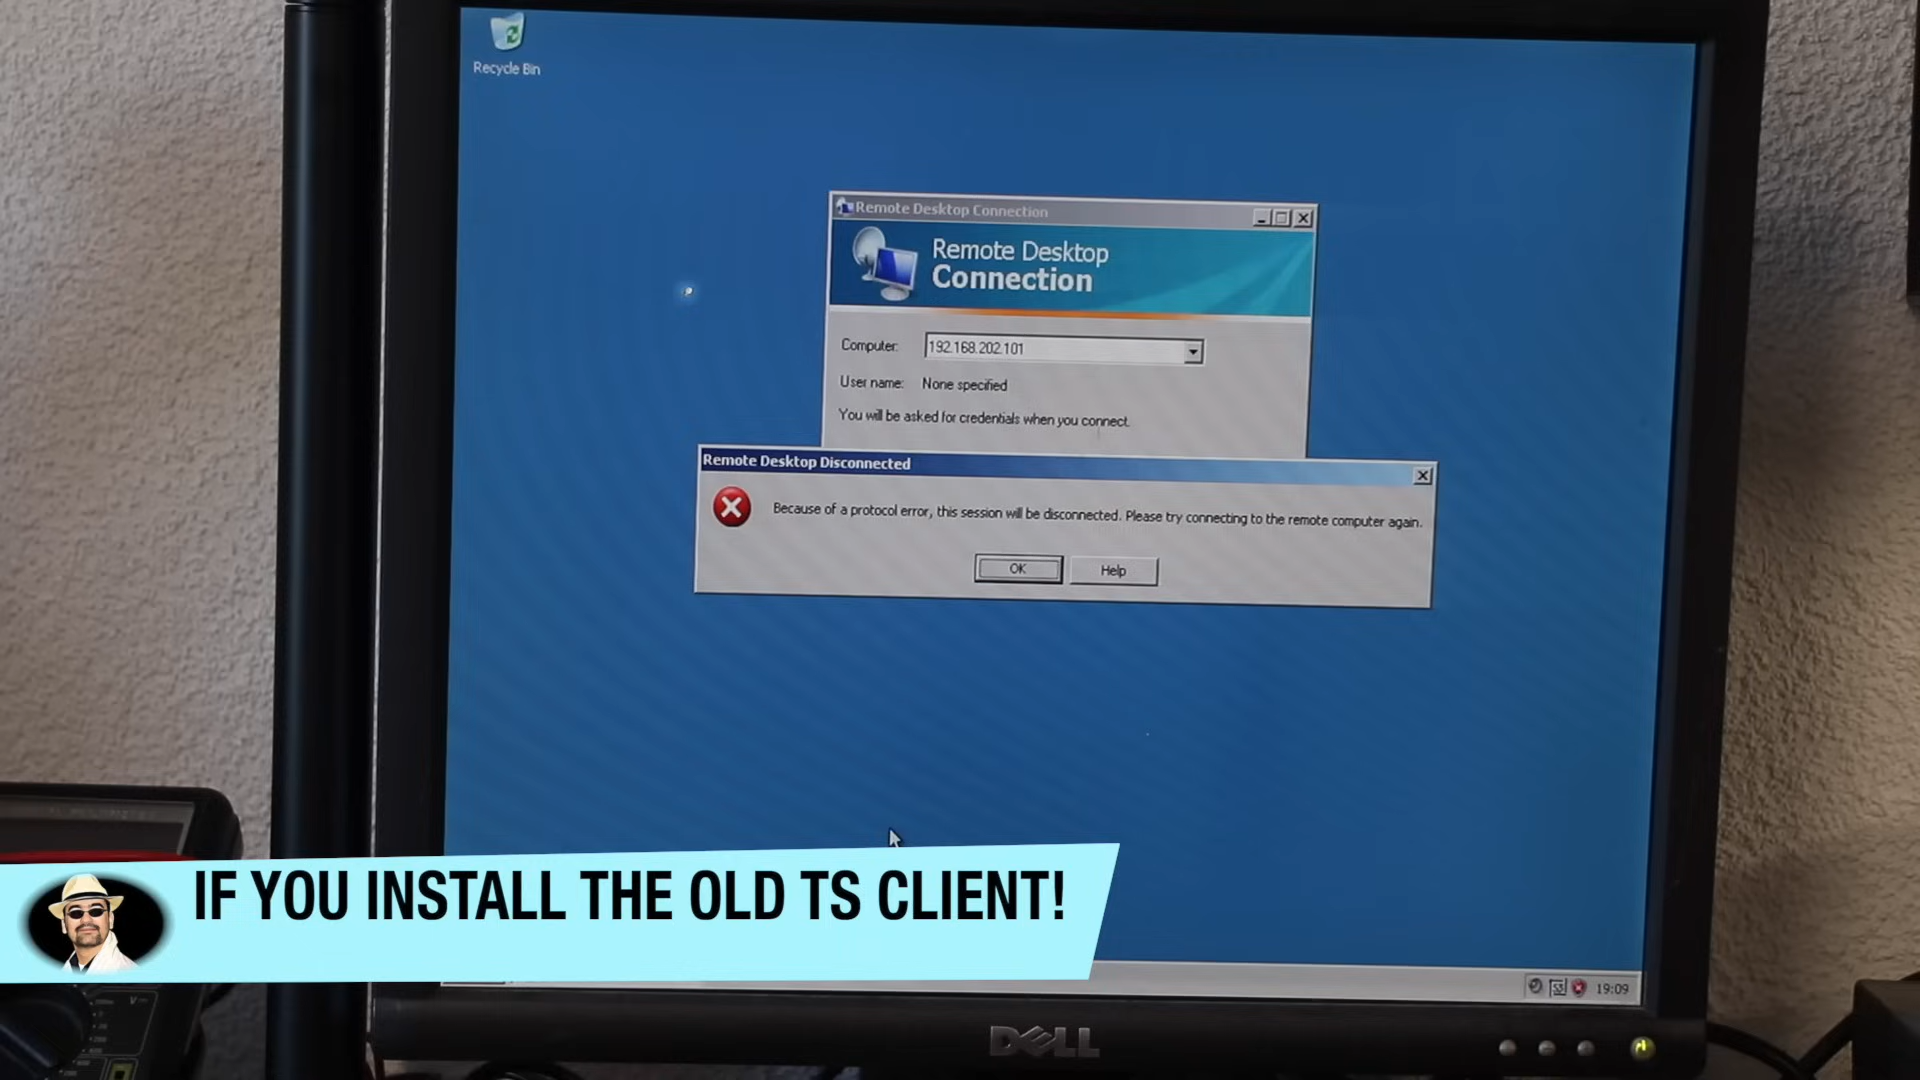 Recycle Bin
Remote Desktop Connection
Remote Desktop
Connection
Computer: 192.168.202.101
User name: None specified
You will be asked for credentials when you connect.
Remote Desktop Disconnected
Because of a protocol error, this session will be disconnected. Please try connecting to the remote computer again.
OK Help
IF YOU INSTALL THE OLD TS CLIENT!
19:09
DELL